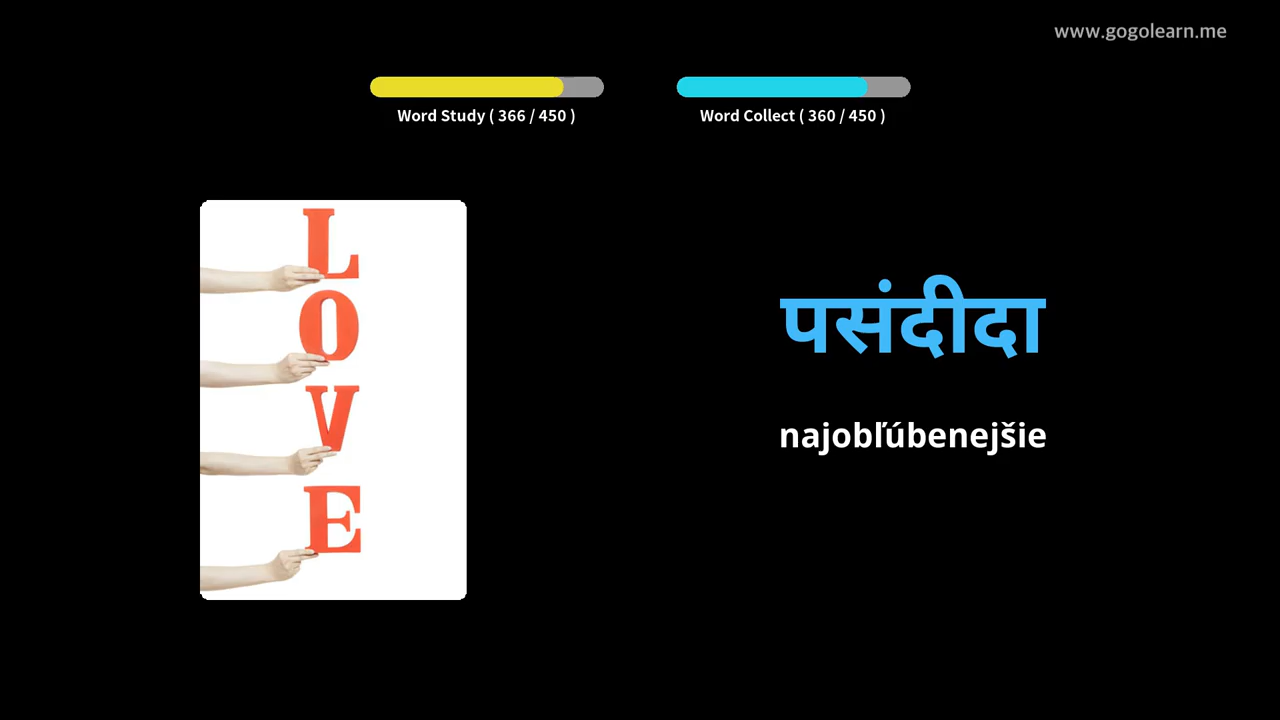 www.gogolearn.me
Word Study ( 366 / 450 )
Word Collect ( 360 / 450 )
L
O
V
E
पसंदीदा
najobľúbenejšie